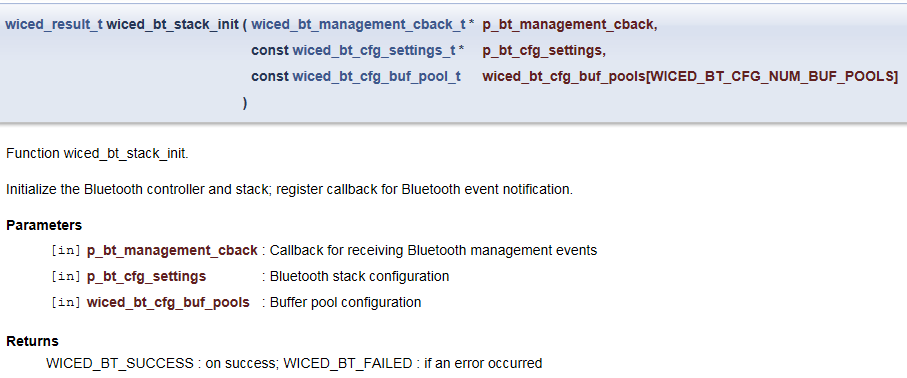 wiced_result_t wiced_bt_stack_init ( wiced_bt_management_cback_t * p_bt_management_cback,
const wiced_bt_cfg_settings_t * p_bt_cfg_settings,
const wiced_bt_cfg_buf_pool_t wiced_bt_cfg_buf_pools[WICED_BT_CFG_NUM_BUF_POOLS]
)
Function wiced_bt_stack_init.
Initialize the Bluetooth controller and stack; register callback for Bluetooth event notification.
Parameters
[in] p_bt_management_cback : Callback for receiving Bluetooth management events
[in] p_bt_cfg_settings : Bluetooth stack configuration
[in] wiced_bt_cfg_buf_pools : Buffer pool configuration
Returns
WICED_BT_SUCCESS : on success; WICED_BT_FAILED : if an error occurred